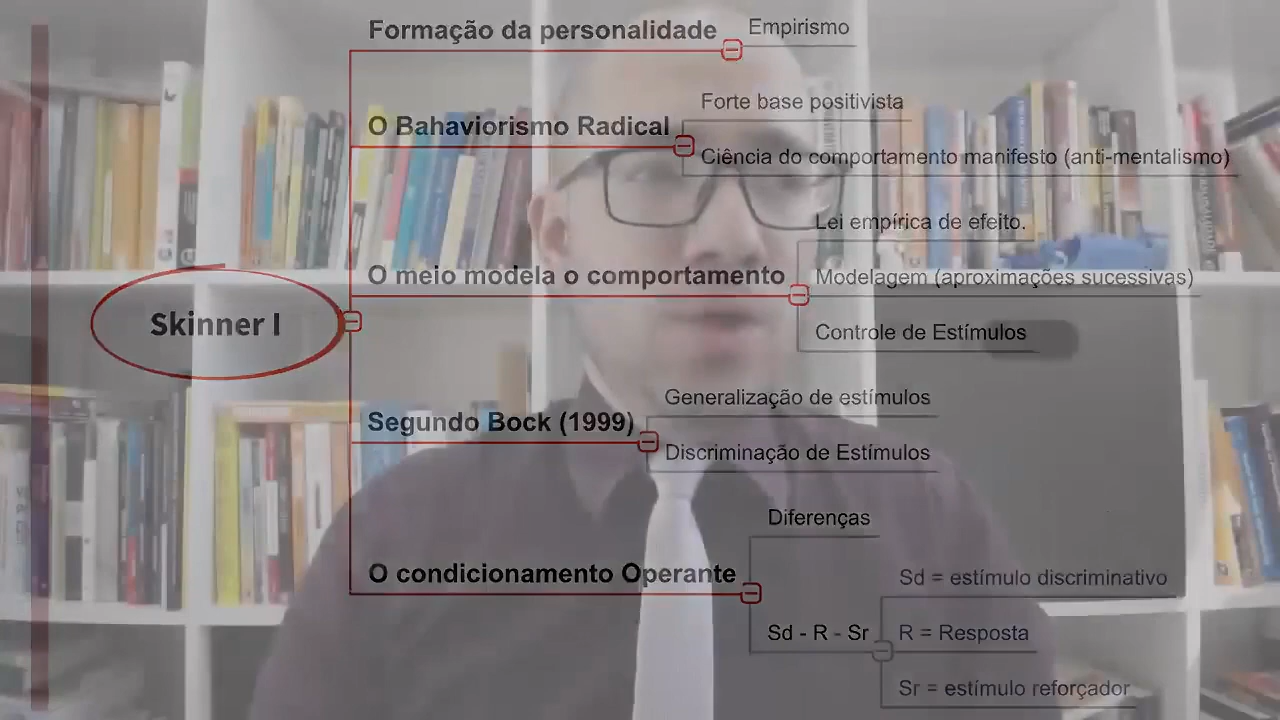 Formação da personalidade
Empirismo
O Bahaviorismo Radical
Forte base positivista
Ciência do comportamento manifesto (anti-mentalismo)
Skinner I
O meio modela o comportamento
Lei empírica de efeito.
Modelagem (aproximações sucessivas)
Controle de Estímulos
Segundo Bock (1999)
Generalização de estímulos
Discriminação de Estímulos
O condicionamento Operante
Diferenças
Sd - R - Sr
Sd = estímulo discriminativo
R = Resposta
Sr = estímulo reforçador